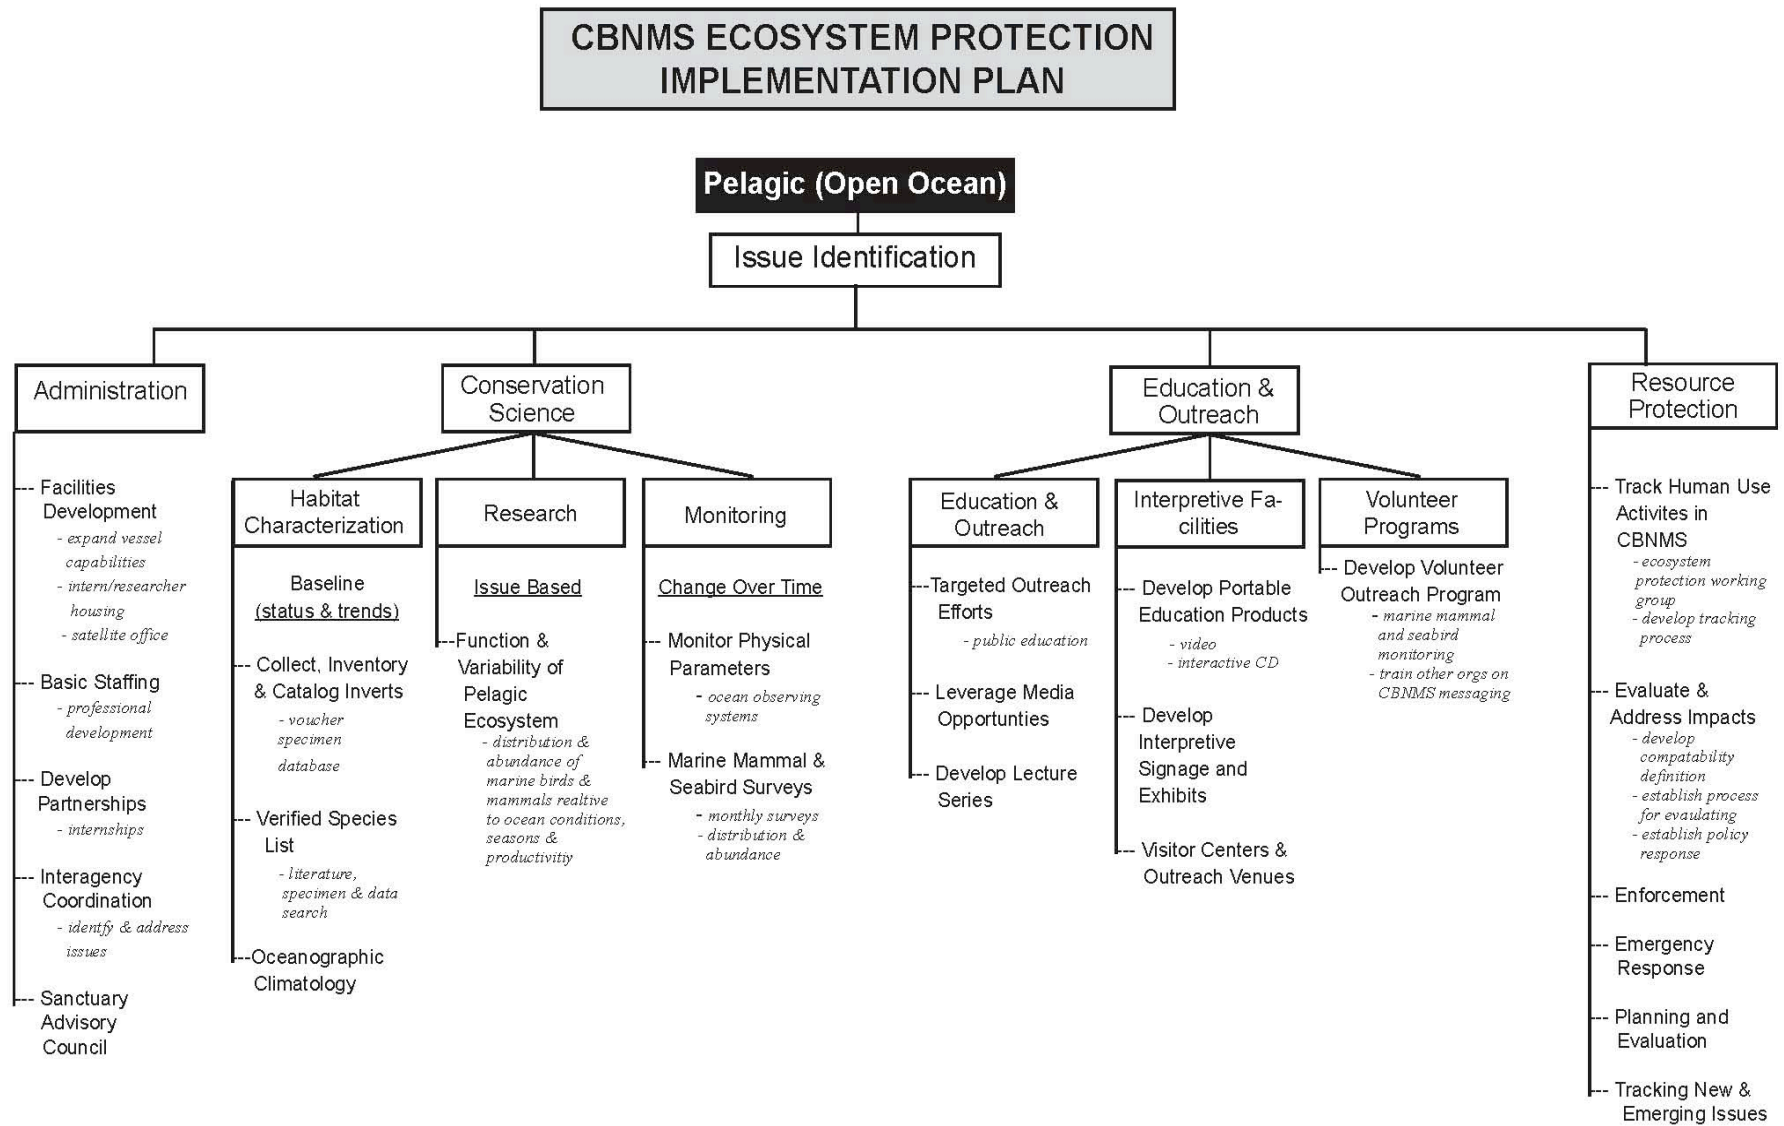 CBNMS ECOSYSTEM PROTECTION
IMPLEMENTATION PLAN
Pelagic (Open Ocean)
Issue Identification
Administration
--- Facilities
Development
- expand vessel
capabilities
- intern/researcher
housing
- satellite office
--- Basic Staffing
- professional
development
--- Develop
Partnerships
- internships
--- Interagency
Coordination
- identfy & address
issues
--- Sanctuary
Advisory
Council
Conservation
Science
Habitat
Characterization
Baseline
(status & trends)
--- Collect, Inventory
& Catalog Inverts
- voucher
specimen
database
--- Verified Species
List
- literature,
specimen & data
search
---Oceanographic
Climatology
Research
Issue Based
---Function &
Variability of
Pelagic
Ecosystem
- distribution &
abundance of
marine birds &
mammals realtive
to ocean conditions,
seasons &
productivitiy
Monitoring
Change Over Time
--- Monitor Physical
Parameters
- ocean observing
systems
--- Marine Mammal &
Seabird Surveys
- monthly surveys
- distribution &
abundance
Education &
Outreach
Education &
Outreach
---Targeted Outreach
Efforts
- public education
--- Leverage Media
Opportunties
--- Develop Lecture
Series
Interpretive Fa-
cilities
--- Develop Portable
Education Products
- video
- interactive CD
--- Develop
Interpretive
Signage and
Exhibits
--- Visitor Centers &
Outreach Venues
Volunteer
Programs
--- Develop Volunteer
Outreach Program
- marine mammal
and seabird
monitoring
- train other orgs on
CBNMS messaging
Resource
Protection
--- Track Human Use
Activites in
CBNMS
- ecosystem
protection working
group
- develop tracking
process
--- Evaluate &
Address Impacts
- develop
compatability
definition
- establish process
for evaulating
- establish policy
response
--- Enforcement
--- Emergency
Response
--- Planning and
Evaluation
--- Tracking New &
Emerging Issues